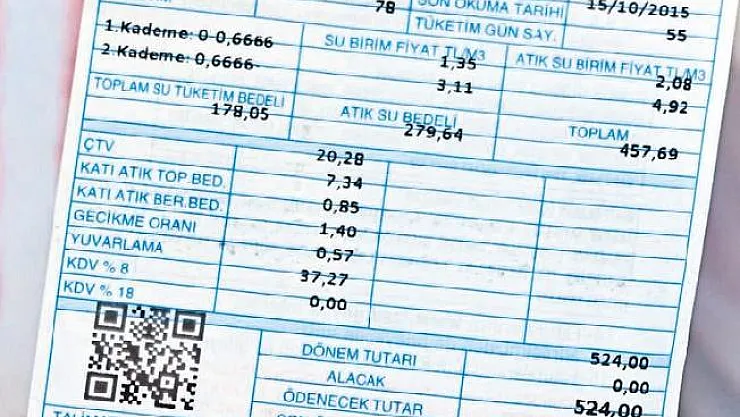 78
SON OKUMA TARİHİ 15/10/2015
TÜKETİM GÜN SAY. 55
1.Kademe: 0-0,6666
2.Kademe: 0,6666-
SU BİRİM FİYAT TL/M3
1,35
3,11
ATIK SU BİRİM FİYAT TL/M3
2,08
4,92
TOPLAM SU TÜKETİM BEDELİ
178,05
ATIK SU BEDELİ
279,64
TOPLAM
457,69
ÇTV 20,28
KATI ATIK TOP.BED. 7,34
KATI ATIK BER.BED. 0,85
GECİKME ORANI 1,40
YUVARLAMA 0,57
KDV % 8 37,27
KDV % 18 0,00
DÖNEM TUTARI 524,00
ALACAK 0,00
ÖDENECEK TUTAR 524,00